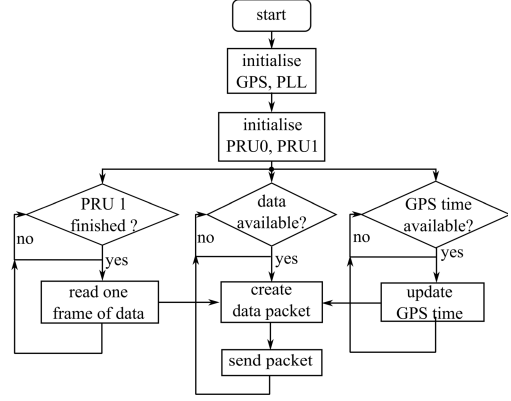 start
initialise
GPS, PLL
initialise
PRU0, PRU1
PRU 1
finished ?
data
available?
GPS time
available?
no
yes
no
yes
no
yes
read one
frame of data
create
data packet
update
GPS time
send packet